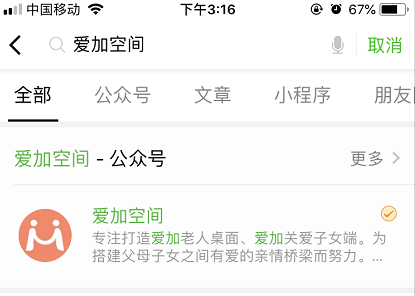 中国移动 下午3:16 67%
爱加空间 取消
全部 公众号 文章 小程序 朋友
爱加空间 - 公众号 更多
爱加空间
专注打造爱加老人桌面、爱加关爱子女端。为
搭建父母子女之间有爱的亲情桥梁而努力。...